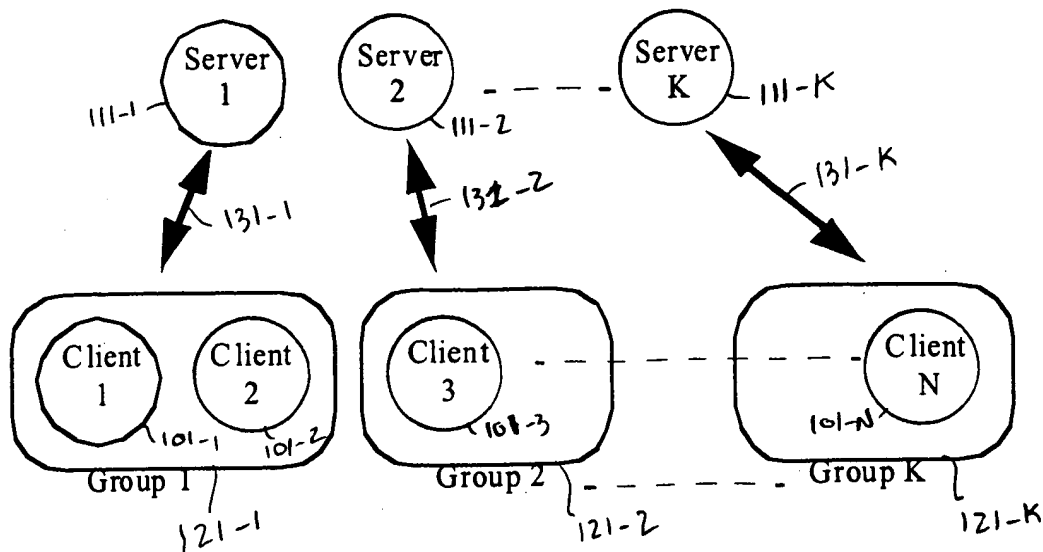 Server
1
Server
2
Server
K
111-1
111-2
111-K
131-1
131-2
131-K
Client
1
Client
2
Client
3
Client
N
101-1
101-2
101-3
101-N
Group 1
Group 2
Group K
121-1
121-2
121-K